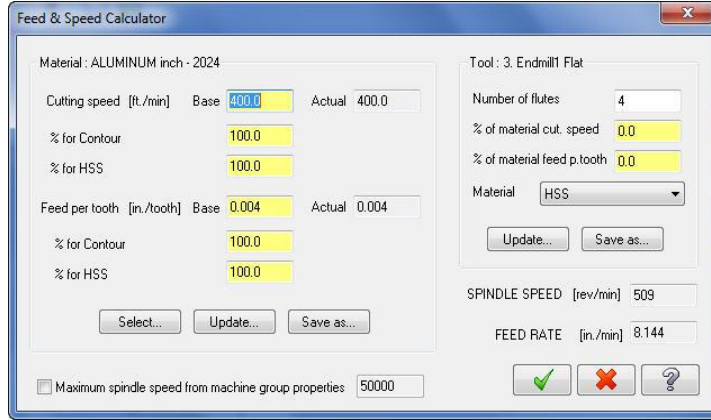 Feed & Speed Calculator
Material : ALUMINUM inch - 2024
Cutting speed [ft./min] Base 400.0 Actual 400.0
% for Contour 100.0
% for HSS 100.0
Feed per tooth [in./tooth] Base 0.004 Actual 0.004
% for Contour 100.0
% for HSS 100.0
Select... Update... Save as...
Maximum spindle speed from machine group properties 50000
Tool : 3. Endmill1 Flat
Number of flutes 4
% of material cut. speed 0.0
% of material feed p.tooth 0.0
Material HSS
Update... Save as...
SPINDLE SPEED [rev/min] 509
FEED RATE [in./min] 8.144